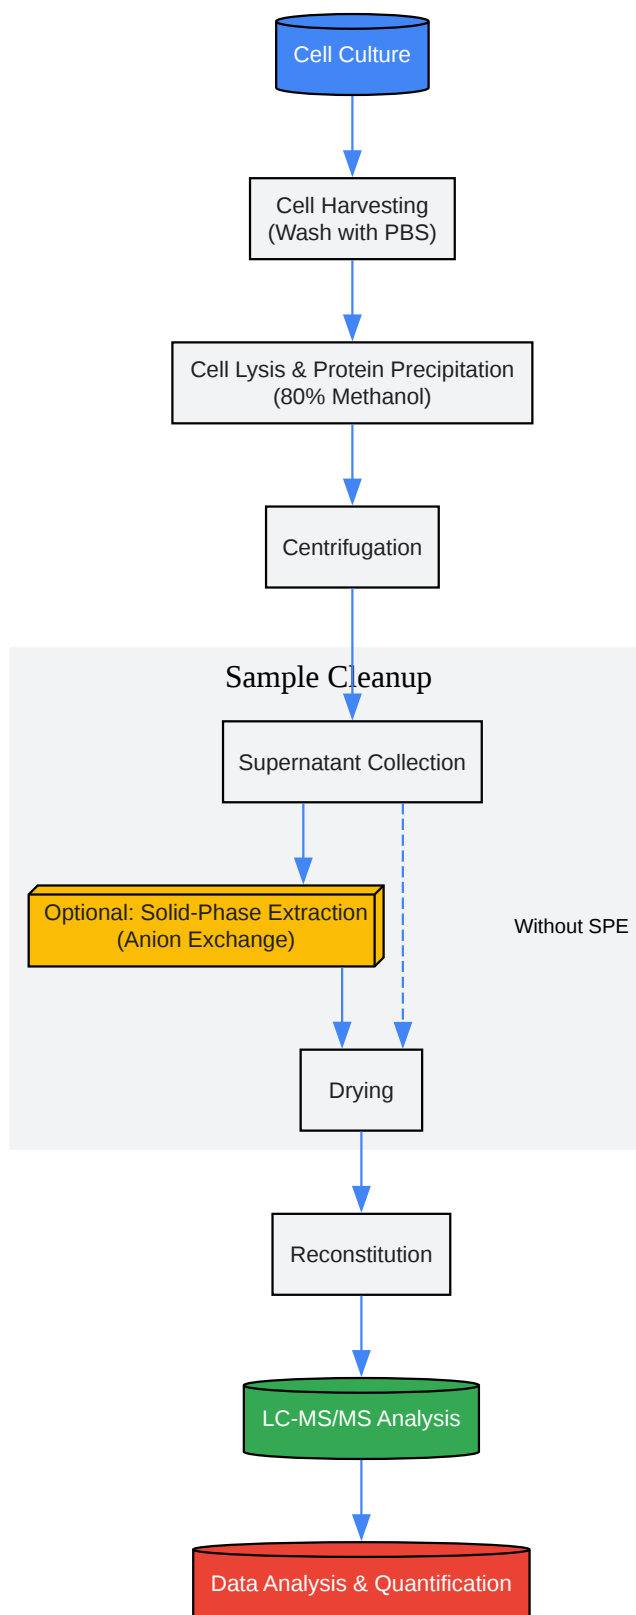 Cell Culture
Cell Harvesting
(Wash with PBS)
Cell Lysis & Protein Precipitation
(80% Methanol)
Centrifugation
Sample Cleanup
Supernatant Collection
Optional: Solid-Phase Extraction
(Anion Exchange)
Without SPE
Drying
Reconstitution
LC-MS/MS Analysis
Data Analysis & Quantification